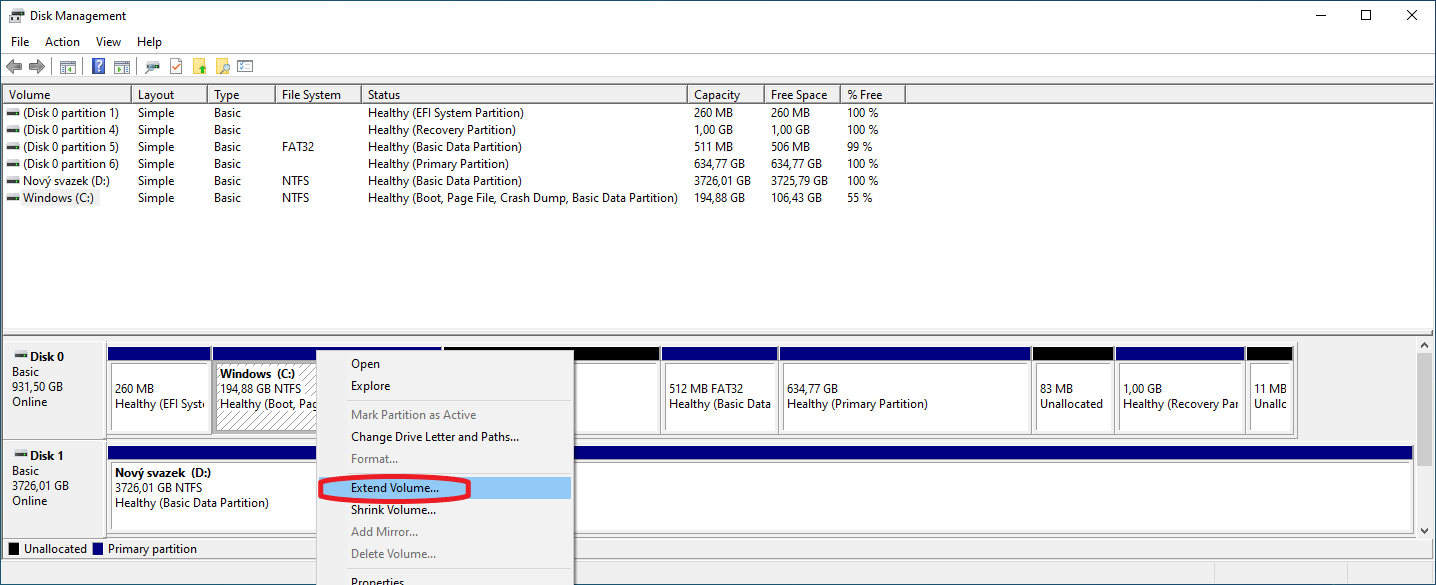 Disk Management
File Action View Help
Volume Layout Type File System Status Capacity Free Space % Free
(Disk 0 partition 1) Simple Basic Healthy (EFI System Partition) 260 MB 260 MB 100 %
(Disk 0 partition 4) Simple Basic Healthy (Recovery Partition) 1,00 GB 1,00 GB 100 %
(Disk 0 partition 5) Simple Basic FAT32 Healthy (Basic Data Partition) 511 MB 506 MB 99 %
(Disk 0 partition 6) Simple Basic Healthy (Primary Partition) 634,77 GB 634,77 GB 100 %
Nový svazek (D:) Simple Basic NTFS Healthy (Basic Data Partition) 3726,01 GB 3725,79 GB 100 %
Windows (C:) Simple Basic NTFS Healthy (Boot, Page File, Crash Dump, Basic Data Partition) 194,88 GB 106,43 GB 55 %
Disk 0
Basic
931,50 GB
Online
260 MB
Healthy (EFI Syst
Windows (C:)
194,88 GB NTFS
Healthy (Boot, Pag
512 MB FAT32
Healthy (Basic Data
634,77 GB
Healthy (Primary Partition)
83 MB
Unallocated
1,00 GB
Healthy (Recovery Par
11 MB
Unallc
Open
Explore
Mark Partition as Active
Change Drive Letter and Paths...
Format...
Extend Volume...
Shrink Volume...
Add Mirror...
Delete Volume...
Properties
Disk 1
Basic
3726,01 GB
Online
Nový svazek (D:)
3726,01 GB NTFS
Healthy (Basic Data Partition)
Unallocated Primary partition